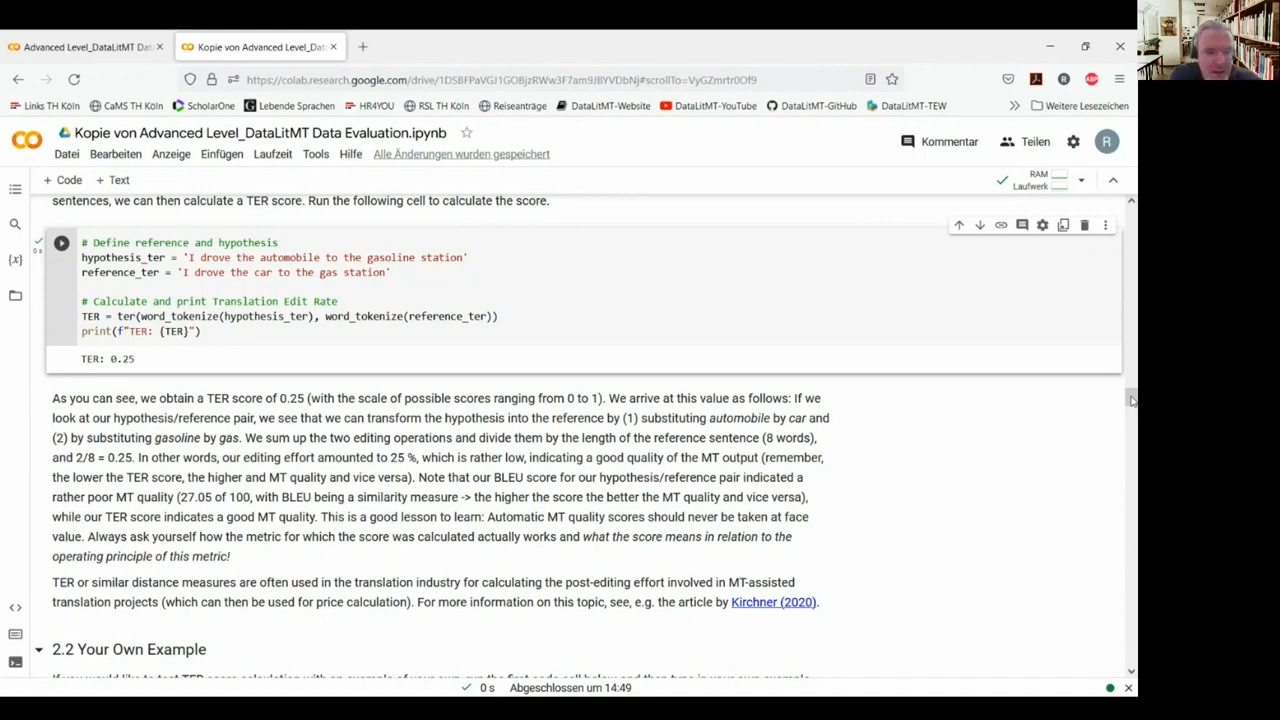 Advanced Level_DataLitMT Dat
Kopie von Advanced Level_Dat
https://colab.research.google.com/drive/1DSBFPaVGJ1GOBjzRWw3F7am9JBYVDbNj#scrollTo=VyGZmrtr0Of9
Links TH Köln CaMS TH Köln ScholarOne Lebende Sprachen HR4YOU RSL TH Köln Reiseanträge DataLitMT-Website DataLitMT-YouTube DataLitMT-GitHub DataLitMT-TEW Weitere Lesezeichen
Kopie von Advanced Level_DataLitMT Data Evaluation.ipynb
Kommentar Teilen R
Datei Bearbeiten Anzeige Einfügen Laufzeit Tools Hilfe Alle Änderungen wurden gespeichert
+ Code + Text
RAM
Laufwerk
sentences, we can then calculate a TER score. Run the following cell to calculate the score.
# Define reference and hypothesis
hypothesis_ter = 'I drove the automobile to the gasoline station'
reference_ter = 'I drove the car to the gas station'
# Calculate and print Translation Edit Rate
TER = ter(word_tokenize(hypothesis_ter), word_tokenize(reference_ter))
print(f"TER: {TER}")
TER: 0.25
As you can see, we obtain a TER score of 0.25 (with the scale of possible scores ranging from 0 to 1). We arrive at this value as follows: If we
look at our hypothesis/reference pair, we see that we can transform the hypothesis into the reference by (1) substituting automobile by car and
(2) by substituting gasoline by gas. We sum up the two editing operations and divide them by the length of the reference sentence (8 words),
and 2/8 = 0.25. In other words, our editing effort amounted to 25 %, which is rather low, indicating a good quality of the MT output (remember,
the lower the TER score, the higher and MT quality and vice versa). Note that our BLEU score for our hypothesis/reference pair indicated a
rather poor MT quality (27.05 of 100, with BLEU being a similarity measure -> the higher the score the better the MT quality and vice versa),
while our TER score indicates a good MT quality. This is a good lesson to learn: Automatic MT quality scores should never be taken at face
value. Always ask yourself how the metric for which the score was calculated actually works and what the score means in relation to the
operating principle of this metric!
TER or similar distance measures are often used in the translation industry for calculating the post-editing effort involved in MT-assisted
translation projects (which can then be used for price calculation). For more information on this topic, see, e.g. the article by Kirchner (2020).
2.2 Your Own Example
0 s Abgeschlossen um 14:49